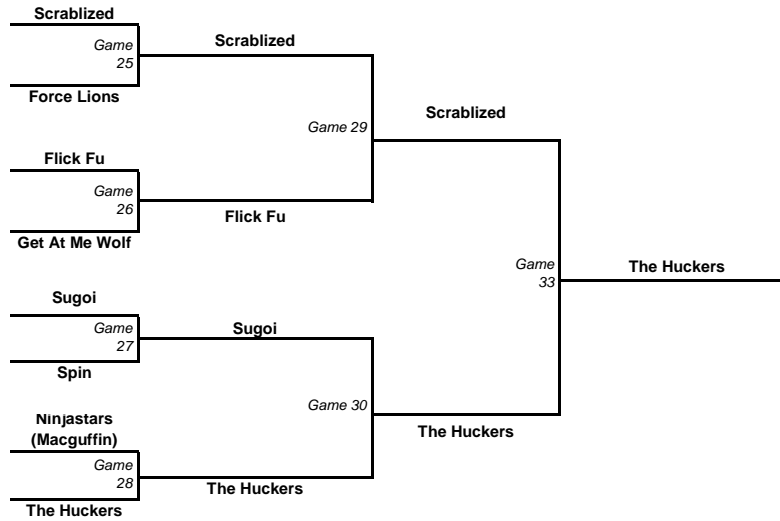 Scrablized
Game
25
Scrablized
Force Lions
Game 29
Scrablized
Flick Fu
Game
26
Flick Fu
Get At Me Wolf
Game
33
The Huckers
Sugoi
Game
27
Sugoi
Spin
Game 30
The Huckers
Ninjastars
(Macguffin)
Game
28
The Huckers
The Huckers